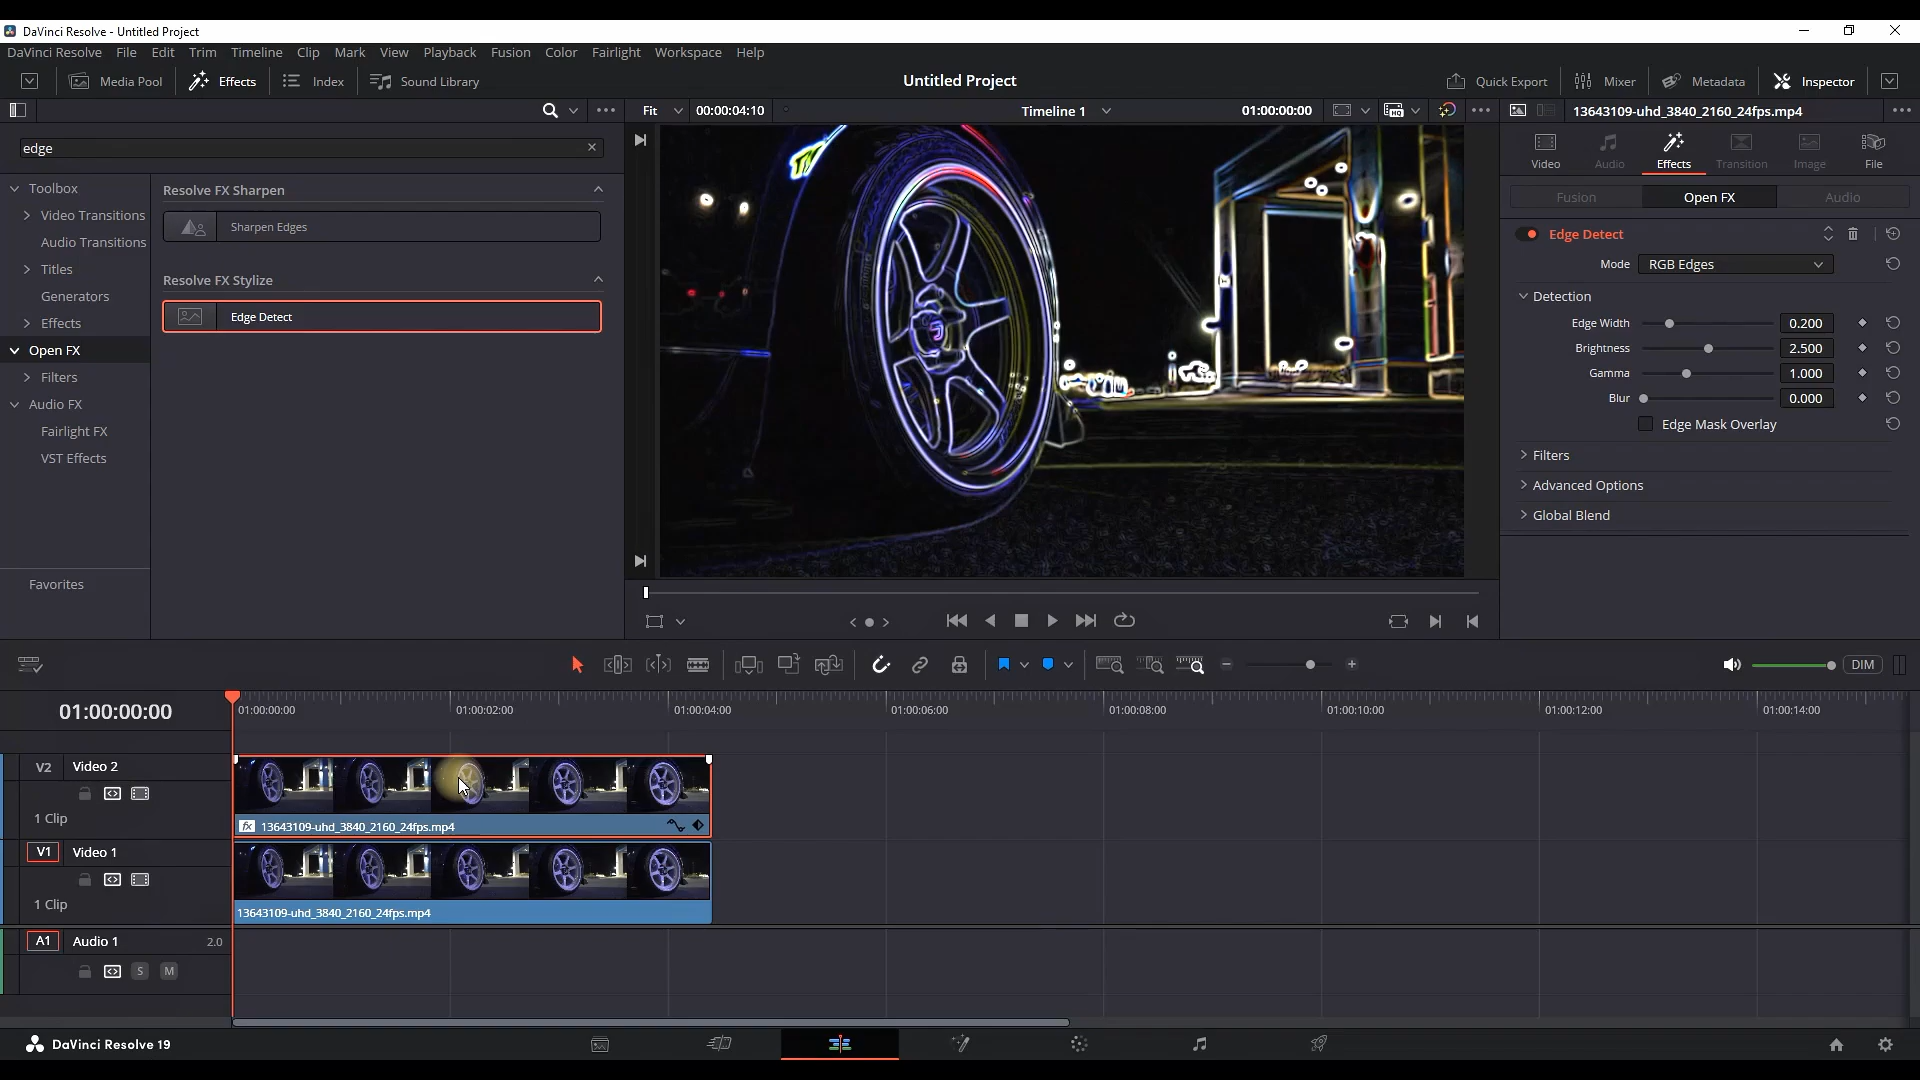 DaVinci Resolve - Untitled Project
DaVinci Resolve File Edit Trim Timeline Clip Mark View Playback Fusion Color Fairlight Workspace Help
Media Pool Effects Index Sound Library Untitled Project Quick Export Mixer Metadata Inspector
Fit 00:00:04:10 Timeline 1 01:00:00:00 13643109-uhd_3840_2160_24fps.mp4
edge
Video Audio Effects Transition Image File
Fusion Open FX Audio
Toolbox
Video Transitions
Audio Transitions
Titles
Generators
Effects
Open FX
Filters
Audio FX
Fairlight FX
VST Effects
Favorites
Resolve FX Sharpen
Sharpen Edges
Resolve FX Stylize
Edge Detect
Edge Detect
Mode RGB Edges
Detection
Edge Width 0.200
Brightness 2.500
Gamma 1.000
Blur 0.000
Edge Mask Overlay
Filters
Advanced Options
Global Blend
DIM
01:00:00:00
01:00:00:00 01:00:02:00 01:00:04:00 01:00:06:00 01:00:08:00 01:00:10:00 01:00:12:00 01:00:14:00
V2 Video 2
1 Clip
fx 13643109-uhd_3840_2160_24fps.mp4
V1 Video 1
1 Clip
13643109-uhd_3840_2160_24fps.mp4
A1 Audio 1 2.0
S M
DaVinci Resolve 19